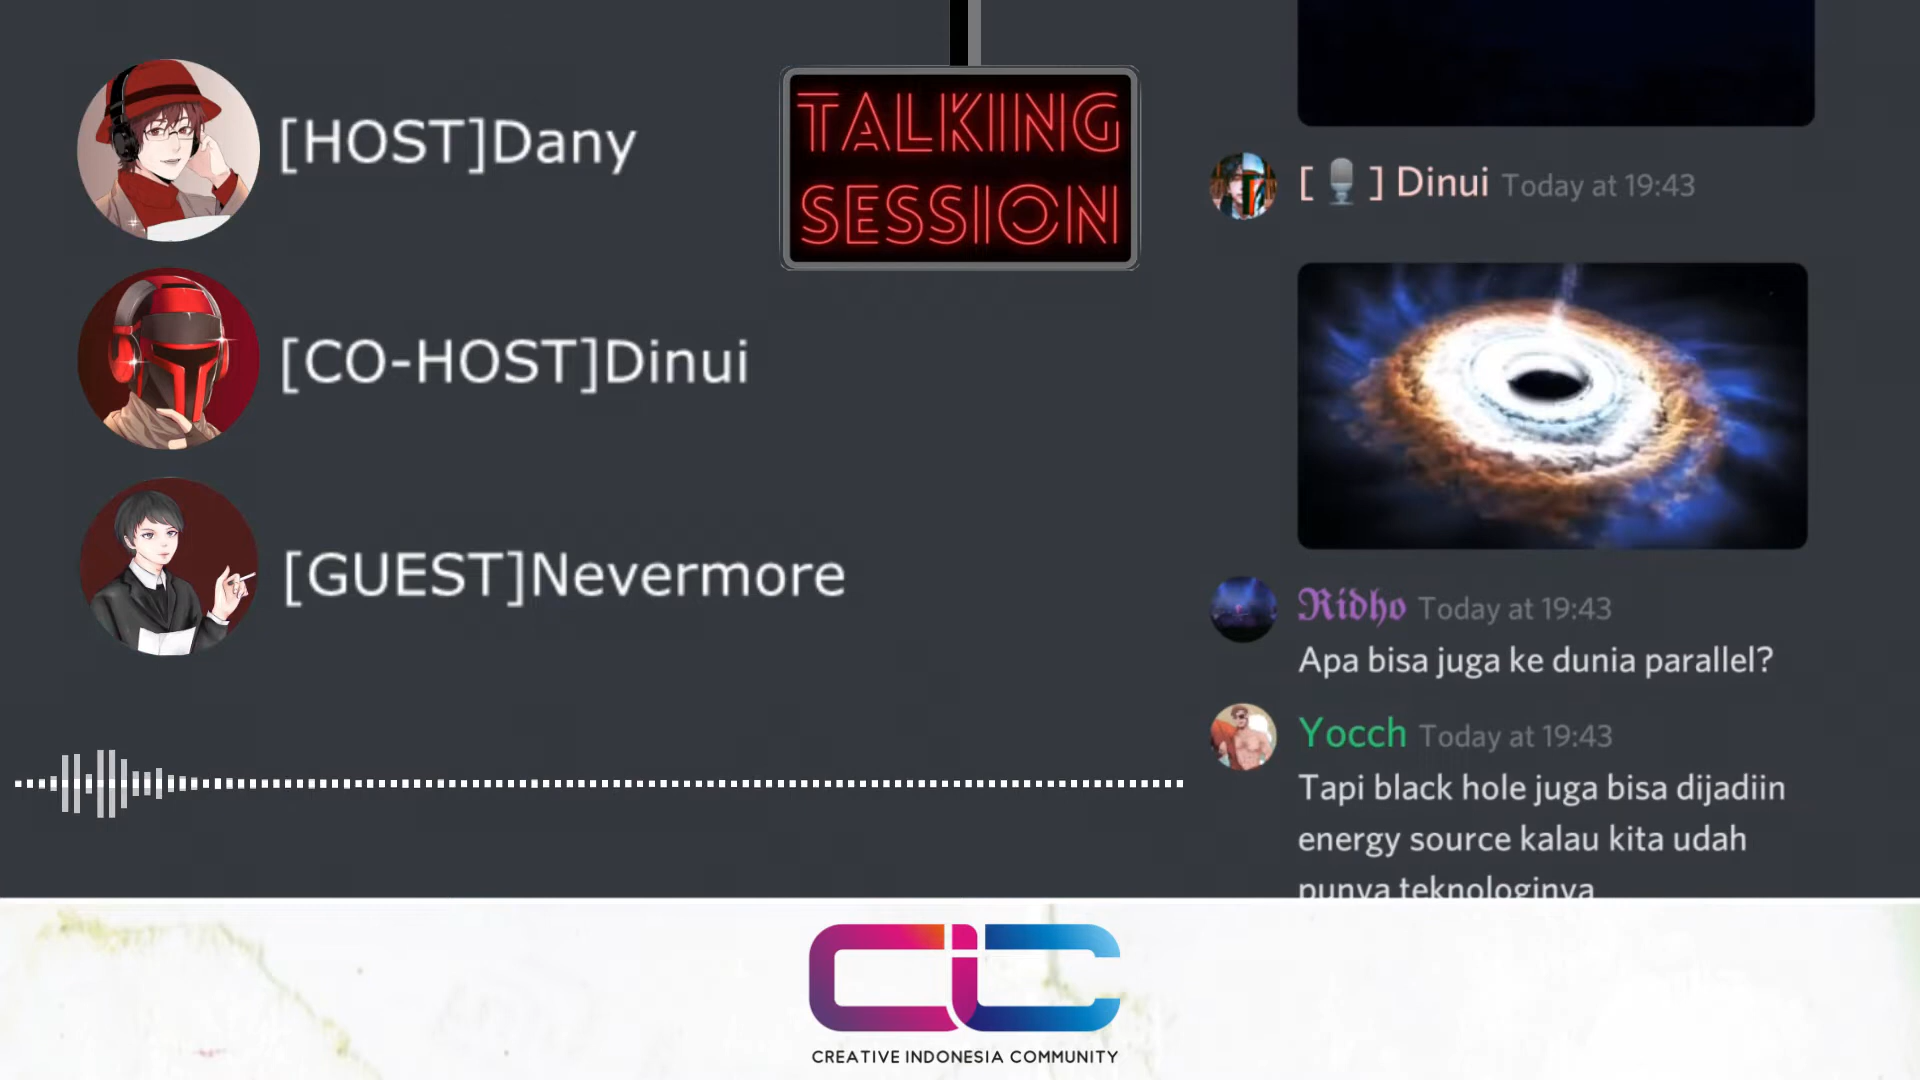 [HOST]Dany
[CO-HOST]Dinui
[GUEST]Nevermore
TALKING
SESSION
[🎙] Dinui Today at 19:43
Ridho Today at 19:43
Apa bisa juga ke dunia parallel?
Yocch Today at 19:43
Tapi black hole juga bisa dijadiin
energy source kalau kita udah
punya teknologinya
CREATIVE INDONESIA COMMUNITY